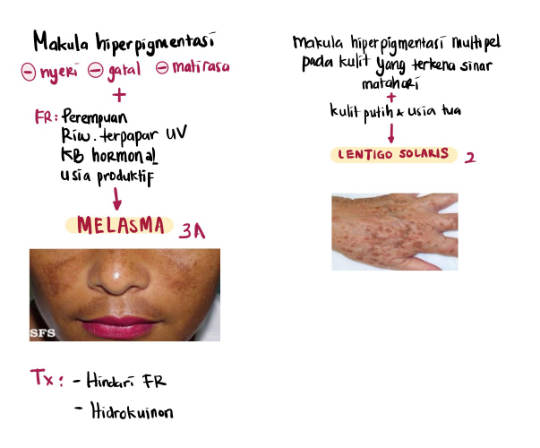 Makula hiperpigmentasi
⊖ nyeri ⊖ gatal ⊖ matirasa
+
FR: Perempuan
Riw. terpapar UV
KB hormonal
usia produktif
MELASMA 3A
SFS
Tx: - Hindari FR
- Hidrokuinon
Makula hiperpigmentasi multipel
pada kulit yang terkena sinar
matahari
+
kulit putih & usia tua
LENTIGO SOLARIS 2